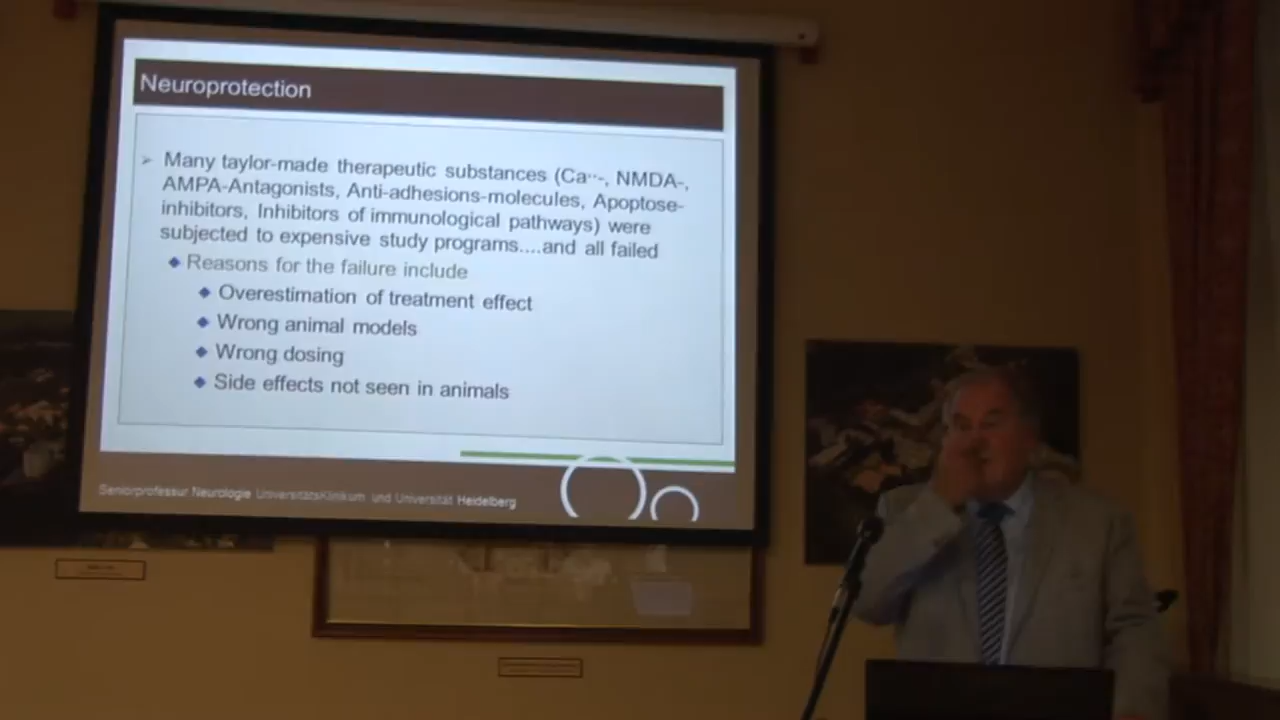 Neuroprotection
Many taylor-made therapeutic substances (Ca··-, NMDA-,
AMPA-Antagonists, Anti-adhesions-molecules, Apoptose-
inhibitors, Inhibitors of immunological pathways) were
subjected to expensive study programs....and all failed
Reasons for the failure include
Overestimation of treatment effect
Wrong animal models
Wrong dosing
Side effects not seen in animals
Seniorprofessur Neurologie UniversitätsKlinikum und Universität Heidelberg